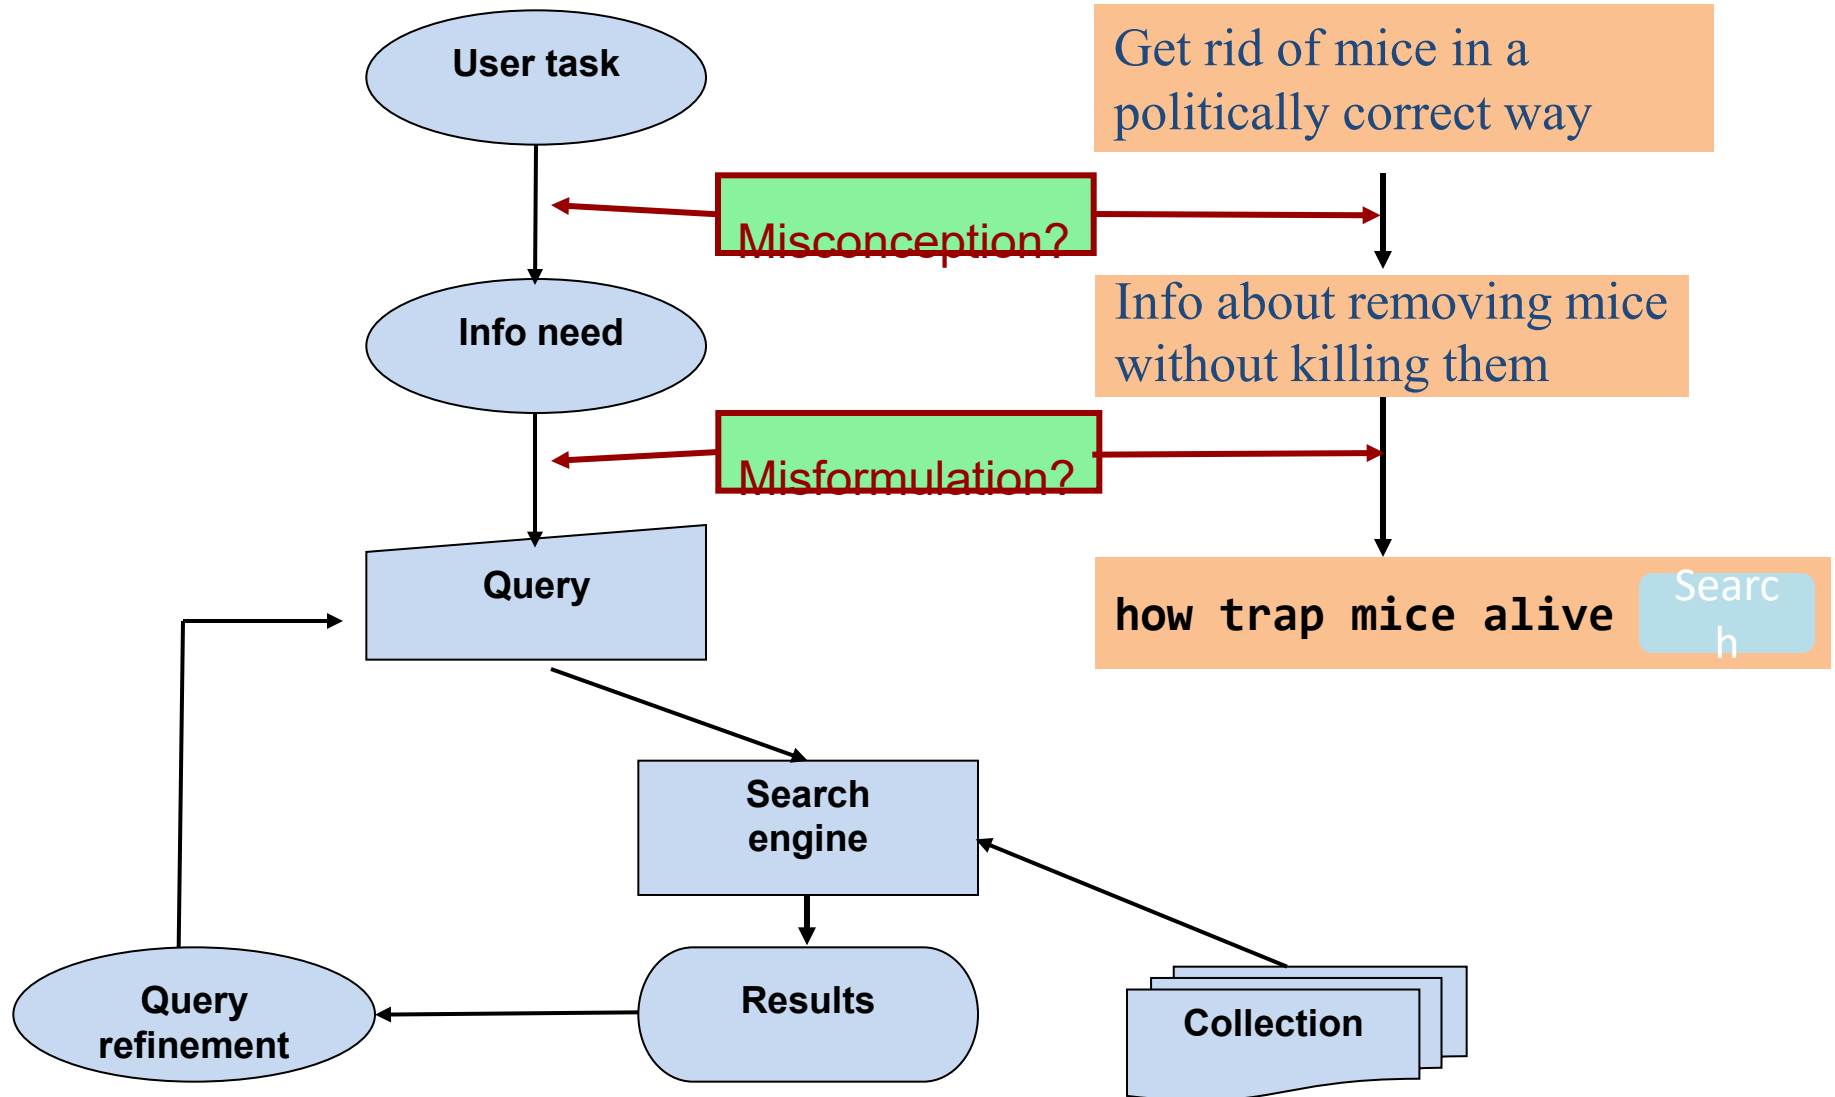 User task
Get rid of mice in a
politically correct way
Misconception?
Info need
Info about removing mice
without killing them
Misformulation?
Query
how trap mice alive
Searc
h
Search
engine
Results
Query
refinement
Collection